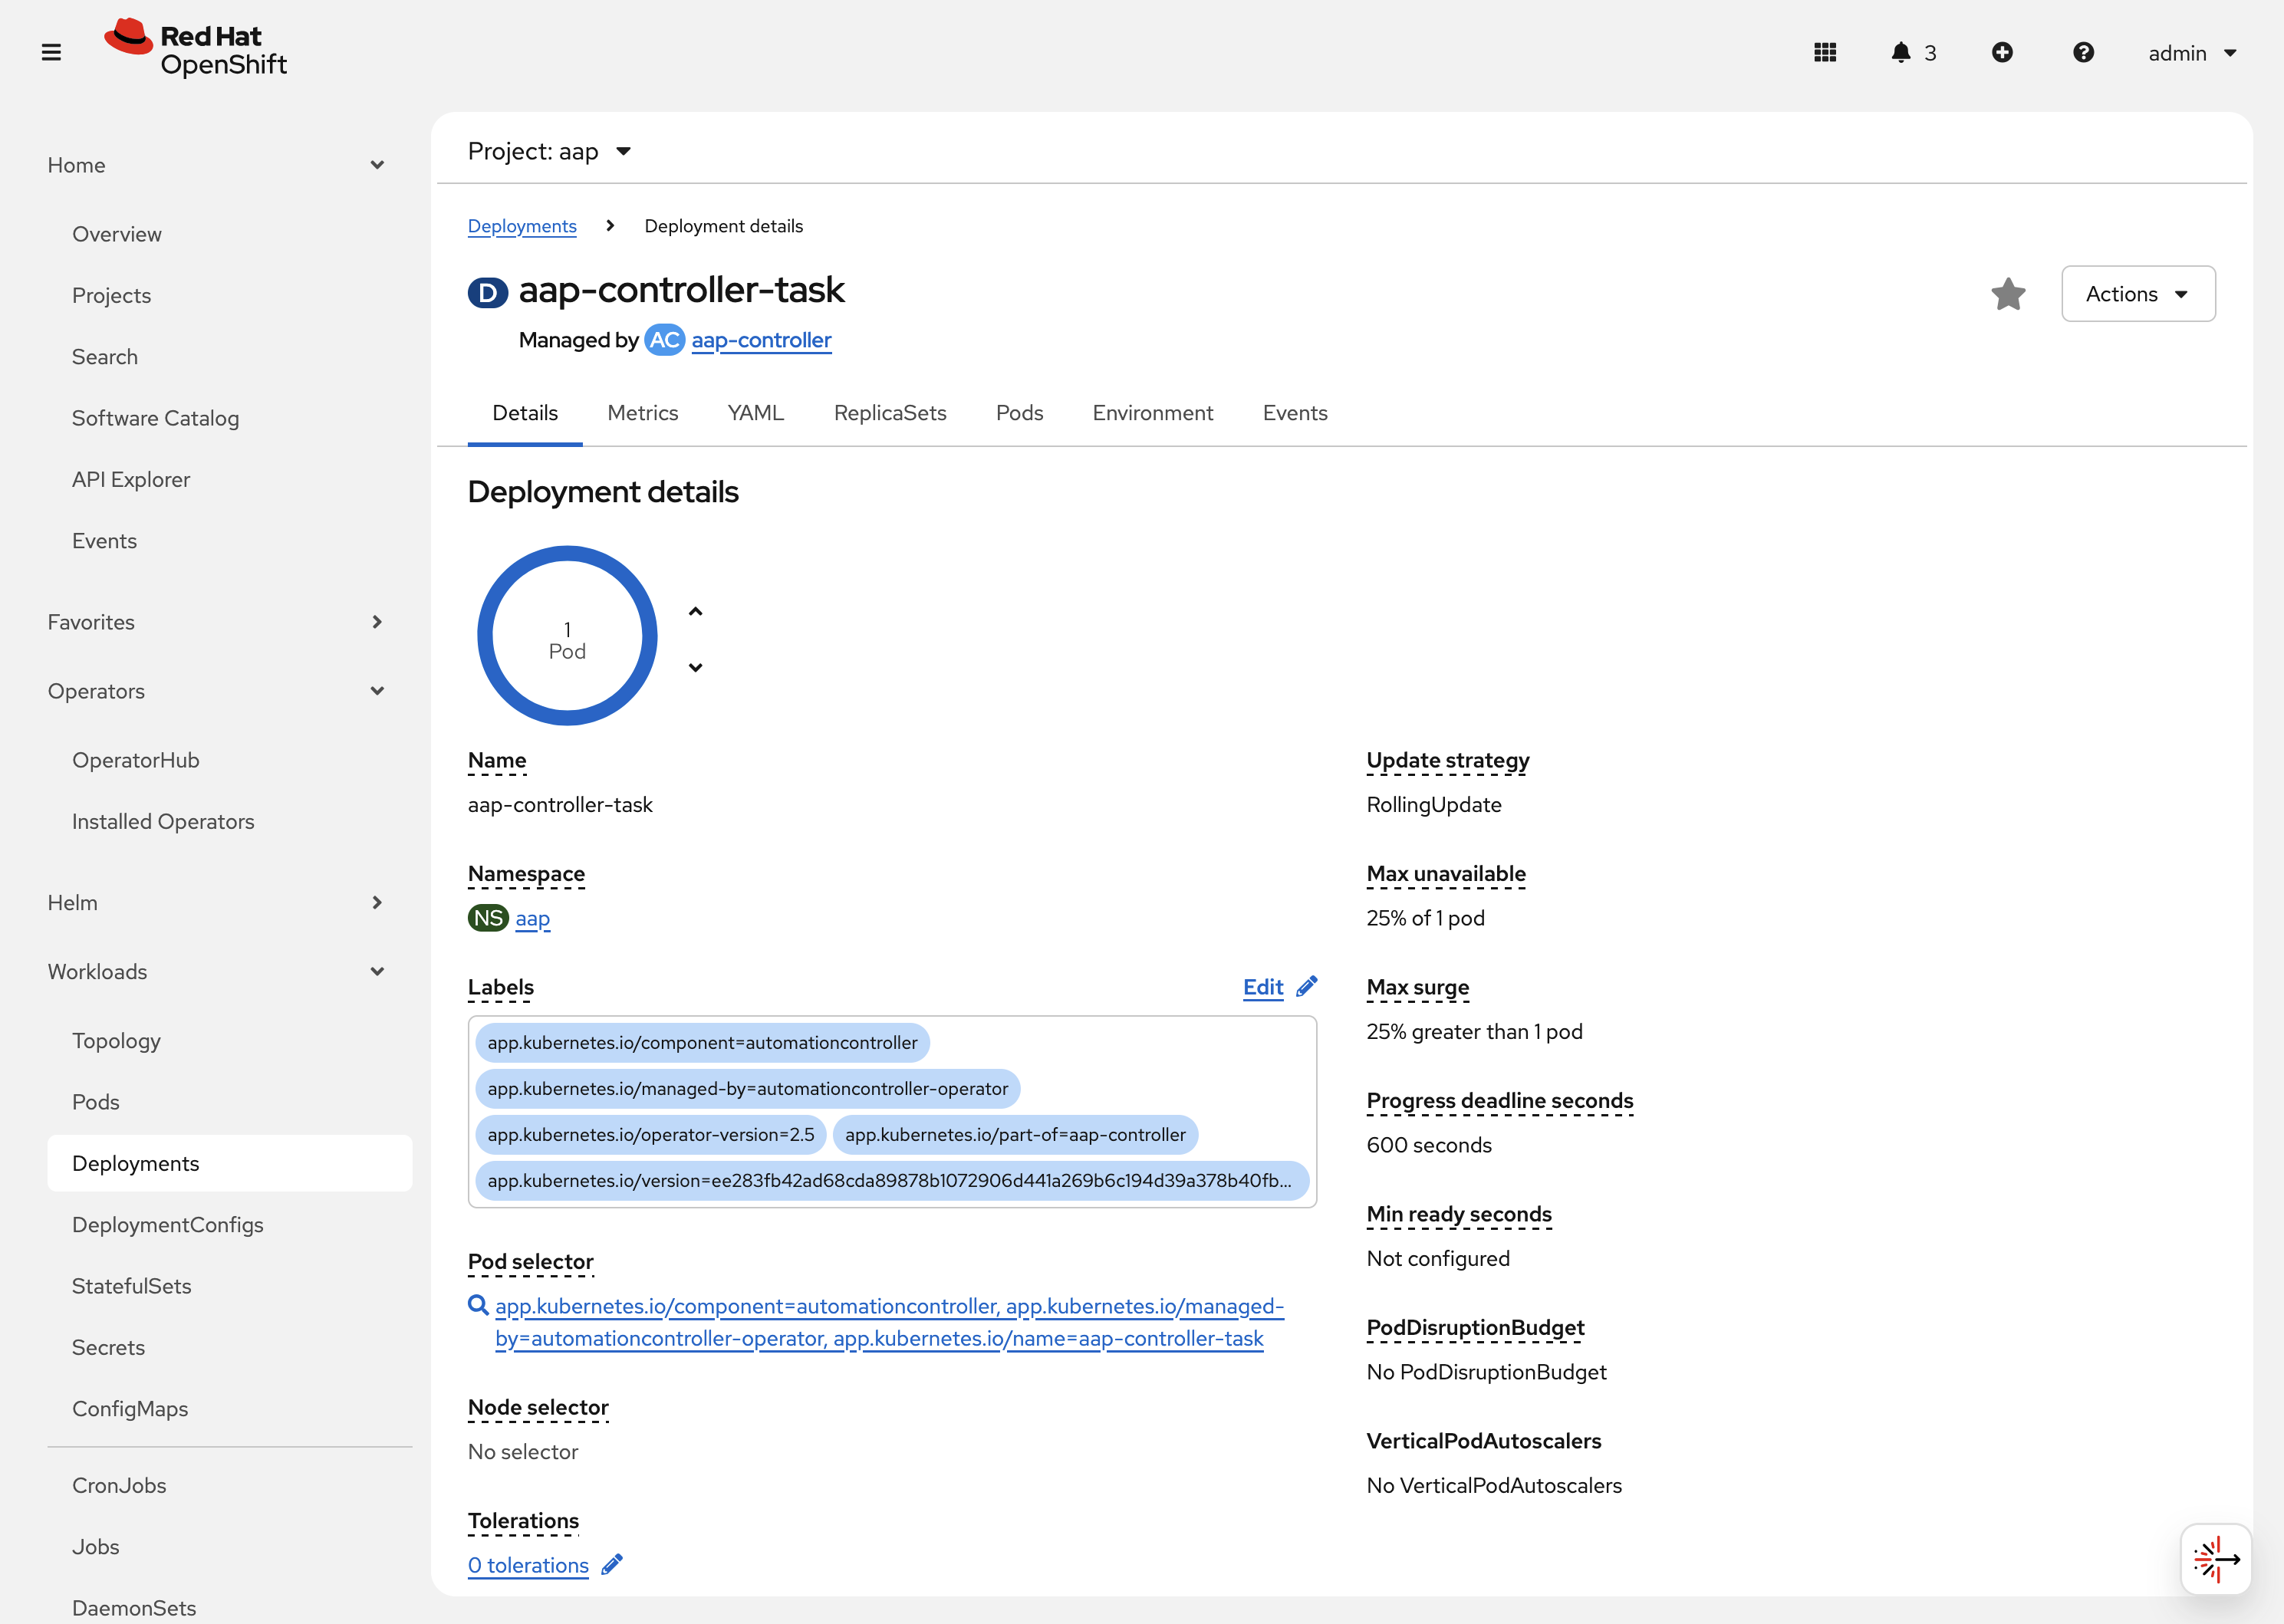 Red Hat
OpenShift
3
admin
Home
Overview
Projects
Search
Software Catalog
API Explorer
Events
Favorites
Operators
OperatorHub
Installed Operators
Helm
Workloads
Topology
Pods
Deployments
DeploymentConfigs
StatefulSets
Secrets
ConfigMaps
CronJobs
Jobs
DaemonSets
Project: aap
Deployments
Deployment details
D aap-controller-task
Managed by AC aap-controller
Actions
Details
Metrics
YAML
ReplicaSets
Pods
Environment
Events
Deployment details
1
Pod
Name
aap-controller-task
Namespace
NS aap
Labels
Edit
app.kubernetes.io/component=automationcontroller
app.kubernetes.io/managed-by=automationcontroller-operator
app.kubernetes.io/operator-version=2.5
app.kubernetes.io/part-of=aap-controller
app.kubernetes.io/version=ee283fb42ad68cda89878b1072906d441a269b6c194d39a378b40fb...
Pod selector
app.kubernetes.io/component=automationcontroller, app.kubernetes.io/managed-
by=automationcontroller-operator, app.kubernetes.io/name=aap-controller-task
Node selector
No selector
Tolerations
0 tolerations
Update strategy
RollingUpdate
Max unavailable
25% of 1 pod
Max surge
25% greater than 1 pod
Progress deadline seconds
600 seconds
Min ready seconds
Not configured
PodDisruptionBudget
No PodDisruptionBudget
VerticalPodAutoscalers
No VerticalPodAutoscalers